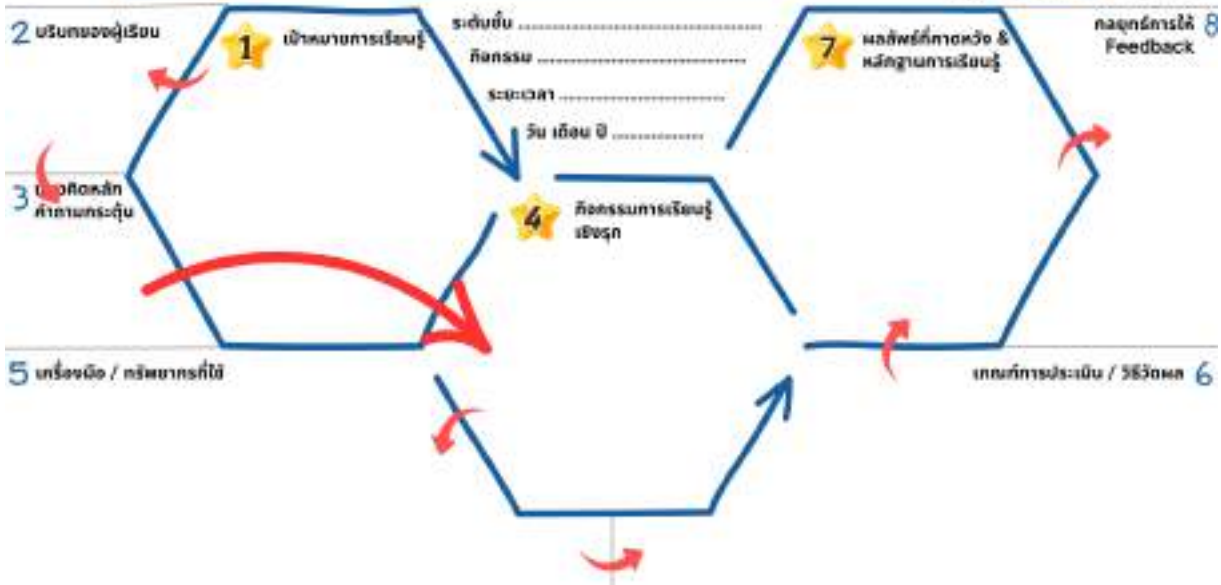 2 บริบทของผู้เรียน
1 เป้าหมายการเรียนรู้
ระดับชั้น
กิจกรรม
ระยะเวลา
วัน เดือน ปี
7 ผลลัพธ์ที่คาดหวัง &
หลักฐานการเรียนรู้
กลยุทธ์การให้ 8
Feedback
3
คำถามกระตุ้น
4 กิจกรรมการเรียนรู้
เชิงรุก
5 เครื่องมือ / ทรัพยากรที่ใช้
เกณฑ์การประเมิน / วิธีวัดผล 6